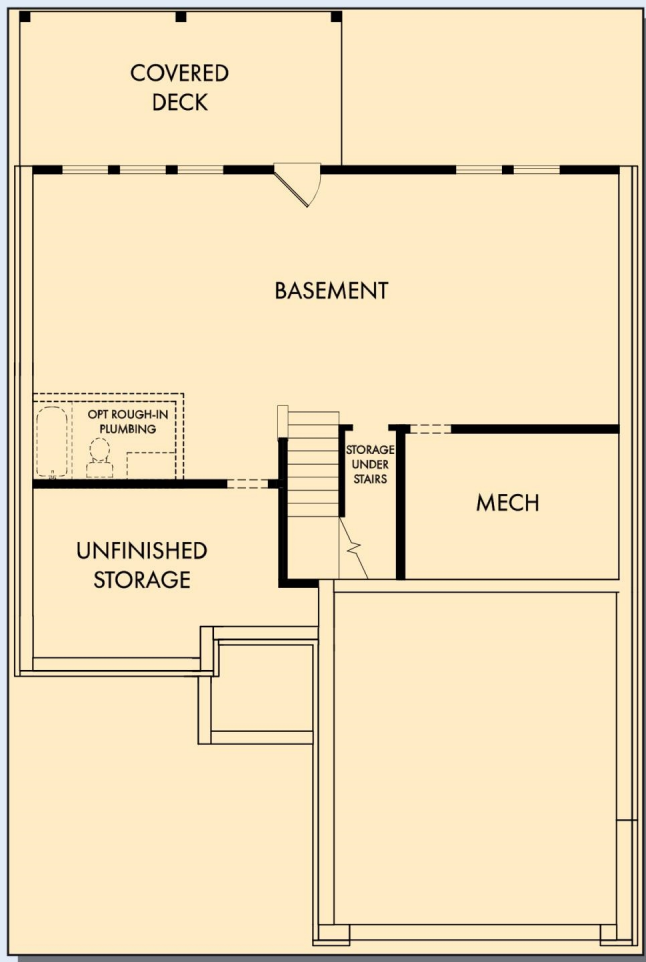 COVERED
DECK
BASEMENT
OPT ROUGH-IN
PLUMBING
STORAGE
UNDER
STAIRS
MECH
UNFINISHED
STORAGE